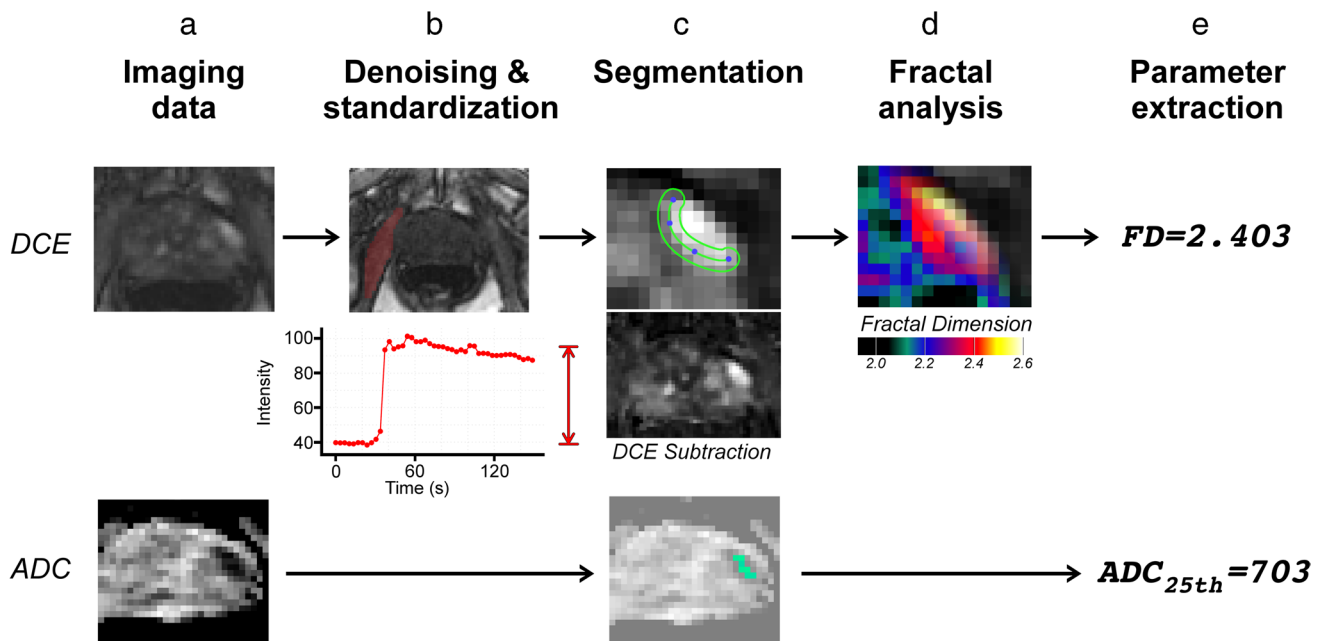 a b c d e
Imaging data
Denoising & standardization
Segmentation
Fractal analysis
Parameter extraction
DCE
FD=2.403
Fractal Dimension
2.0 2.2 2.4 2.6
Intensity
100
80
60
40
0 60 120
Time (s)
DCE Subtraction
ADC
ADC25th=703